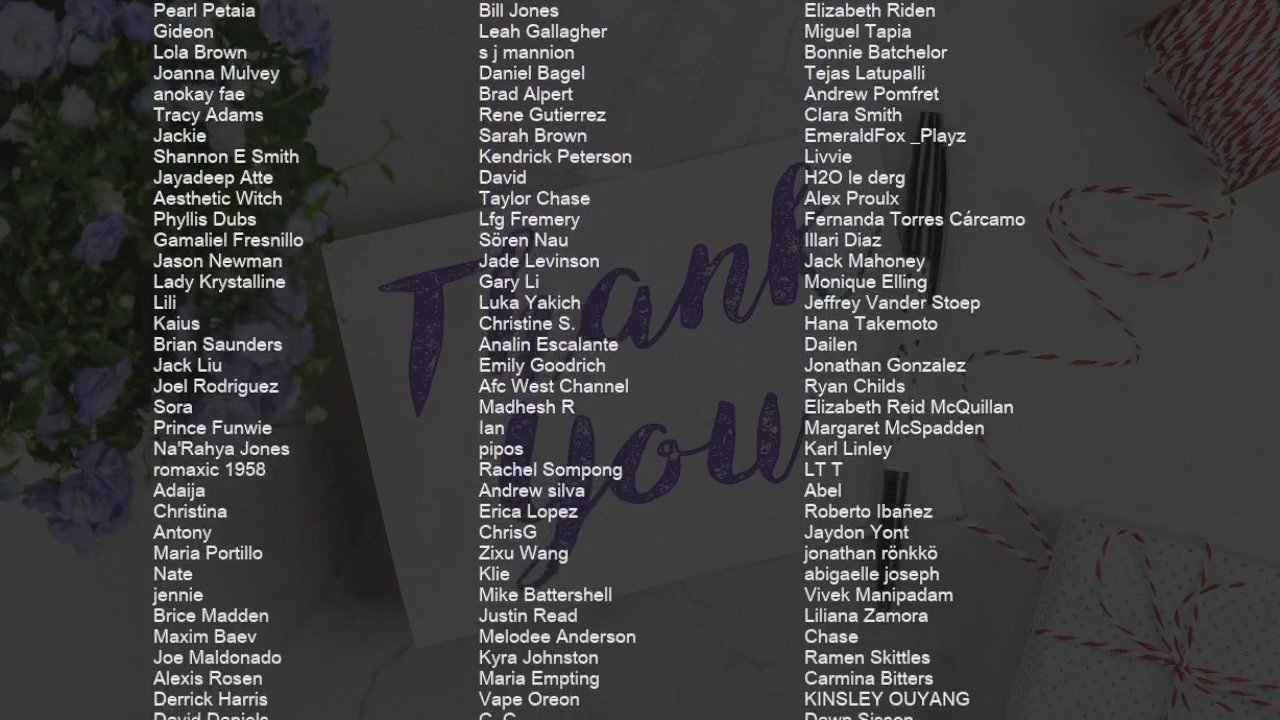 Pearl Petaia
Gideon
Lola Brown
Joanna Mulvey
anokay fae
Tracy Adams
Jackie
Shannon E Smith
Jayadeep Atte
Aesthetic Witch
Phyllis Dubs
Gamaliel Fresnillo
Jason Newman
Lady Krystalline
Lili
Kaius
Brian Saunders
Jack Liu
Joel Rodriguez
Sora
Prince Funwie
Na'Rahya Jones
romaxic 1958
Adaija
Christina
Antony
Maria Portillo
Nate
jennie
Brice Madden
Maxim Baev
Joe Maldonado
Alexis Rosen
Derrick Harris
David Daniels
Bill Jones
Leah Gallagher
s j mannion
Daniel Bagel
Brad Alpert
Rene Gutierrez
Sarah Brown
Kendrick Peterson
David
Taylor Chase
Lfg Fremery
Sören Nau
Jade Levinson
Gary Li
Luka Yakich
Christine S.
Analin Escalante
Emily Goodrich
Afc West Channel
Madhesh R
Ian
pipos
Rachel Sompong
Andrew silva
Erica Lopez
ChrisG
Zixu Wang
Klie
Mike Battershell
Justin Read
Melodee Anderson
Kyra Johnston
Maria Empting
Vape Oreon
Elizabeth Riden
Miguel Tapia
Bonnie Batchelor
Tejas Latupalli
Andrew Pomfret
Clara Smith
EmeraldFox _Playz
Livvie
H2O le derg
Alex Proulx
Fernanda Torres Cárcamo
Illari Diaz
Jack Mahoney
Monique Elling
Jeffrey Vander Stoep
Hana Takemoto
Dailen
Jonathan Gonzalez
Ryan Childs
Elizabeth Reid McQuillan
Margaret McSpadden
Karl Linley
LT T
Abel
Roberto Ibañez
Jaydon Yont
jonathan rönkkö
abigaelle joseph
Vivek Manipadam
Liliana Zamora
Chase
Ramen Skittles
Carmina Bitters
KINSLEY OUYANG
Dawn Sisson
Thank
you